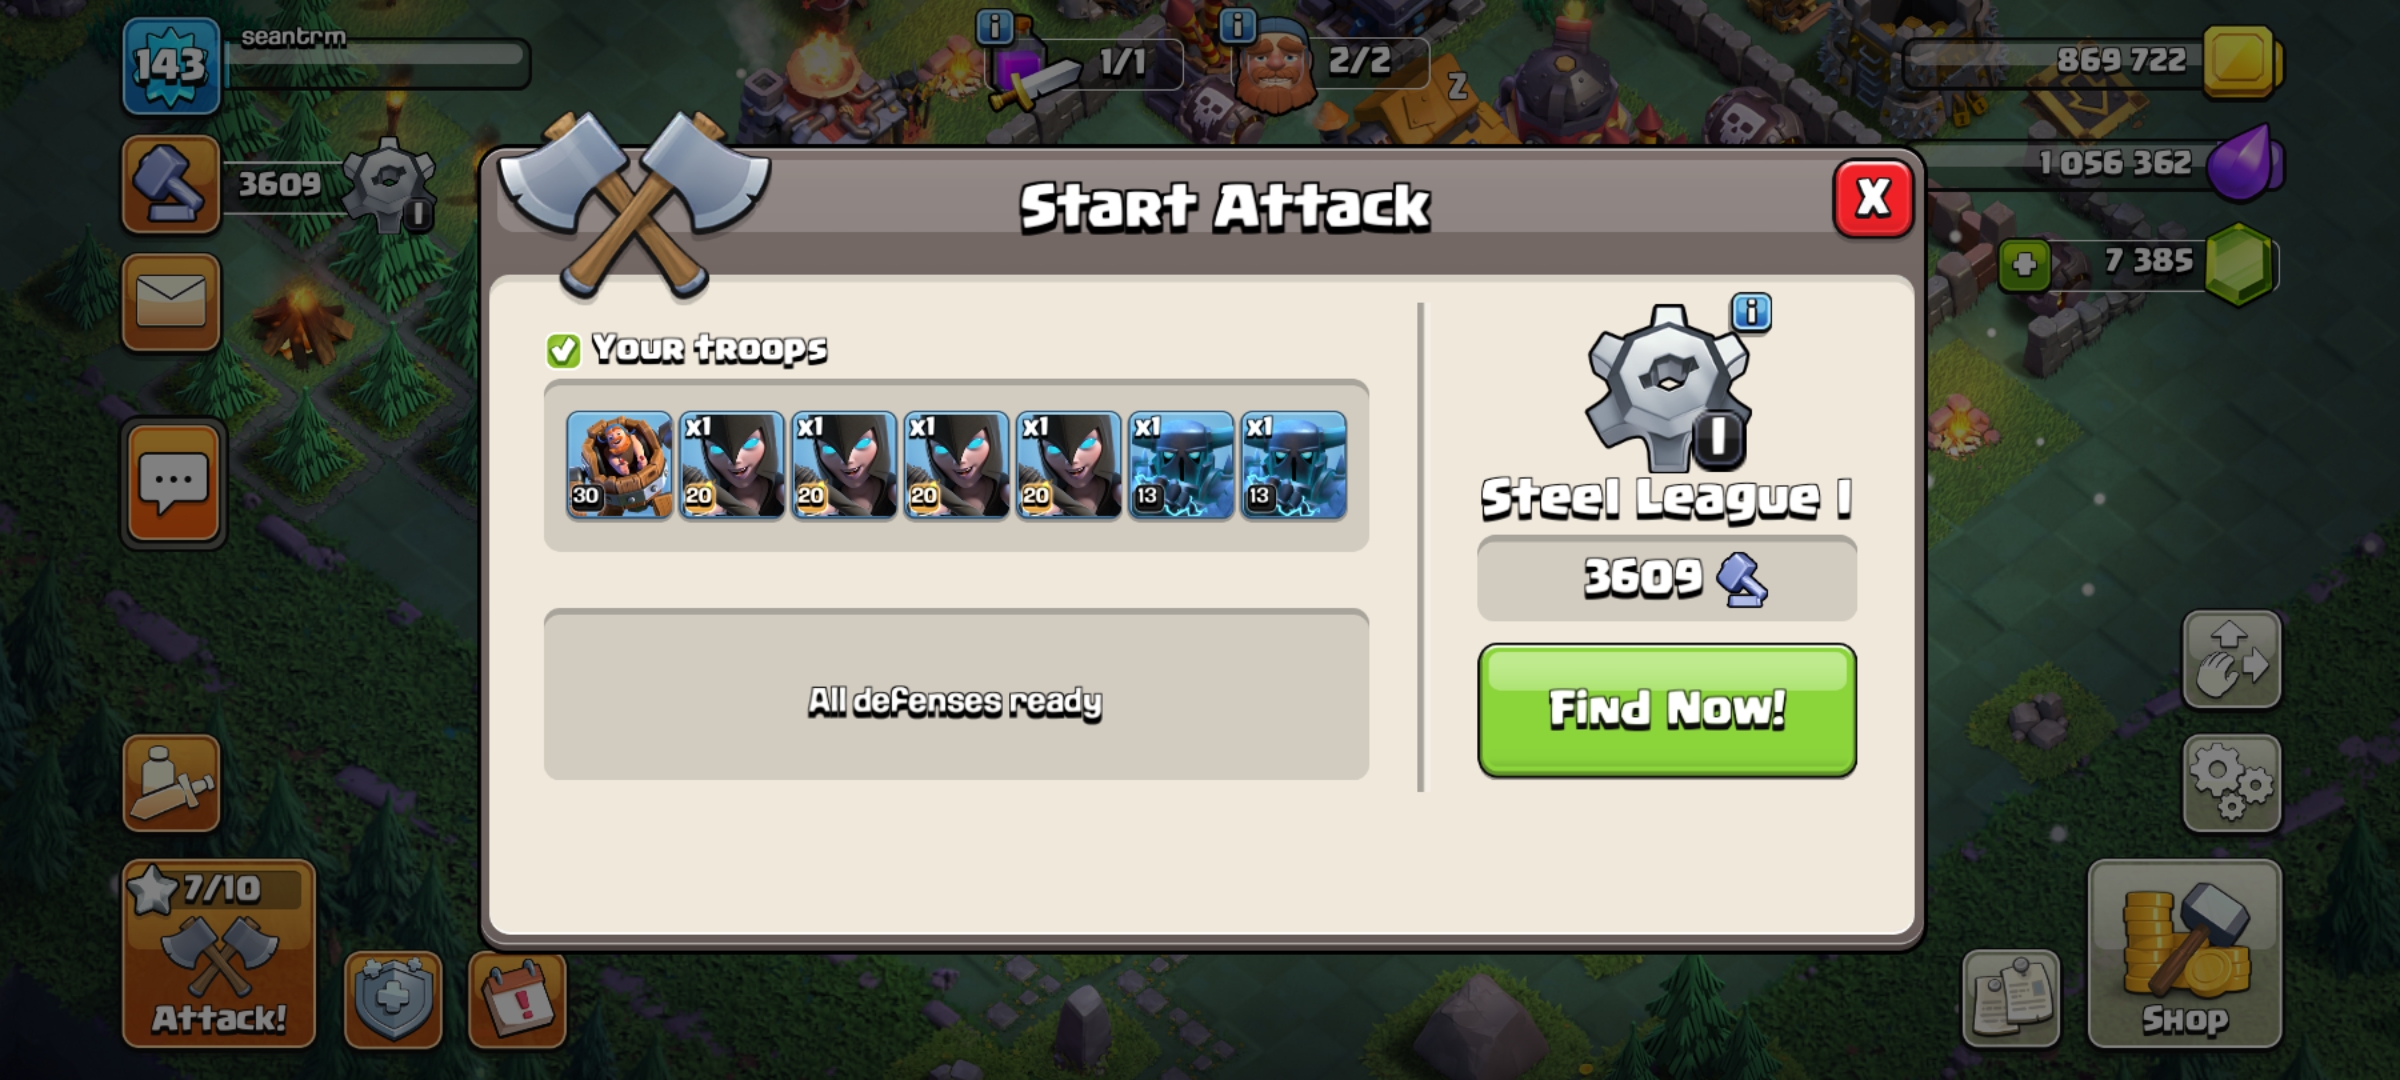 143
seantrm
1/1
2/2
869 722
3609
I
1 056 362
7 385
Start Attack
X
Your troops
30
x1
20
x1
20
x1
20
x1
20
x1
13
x1
13
All defenses ready
I
Steel League I
3609
Find Now!
z
7/10
Attack!
Shop